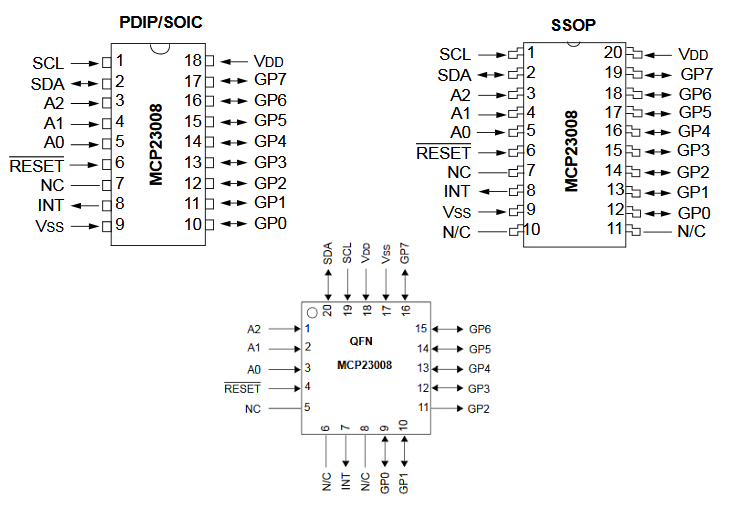 PDIP/SOIC
SCL 1 18 VDD
SDA 2 17 GP7
A2 3 16 GP6
A1 4 15 GP5
A0 5 14 GP4
RESET 6 13 GP3
NC 7 12 GP2
INT 8 11 GP1
VSS 9 10 GP0
MCP23008
SSOP
SCL 1 20 VDD
SDA 2 19 GP7
A2 3 18 GP6
A1 4 17 GP5
A0 5 16 GP4
RESET 6 15 GP3
NC 7 14 GP2
INT 8 13 GP1
VSS 9 12 GP0
N/C 10 11 N/C
MCP23008
SDA SCL VDD VSS GP7
20 19 18 17 16
A2 1 15 GP6
QFN
A1 2 14 GP5
MCP23008
A0 3 13 GP4
RESET 4 12 GP3
NC 5 11 GP2
6 7 8 9 10
N/C INT N/C GP0 GP1